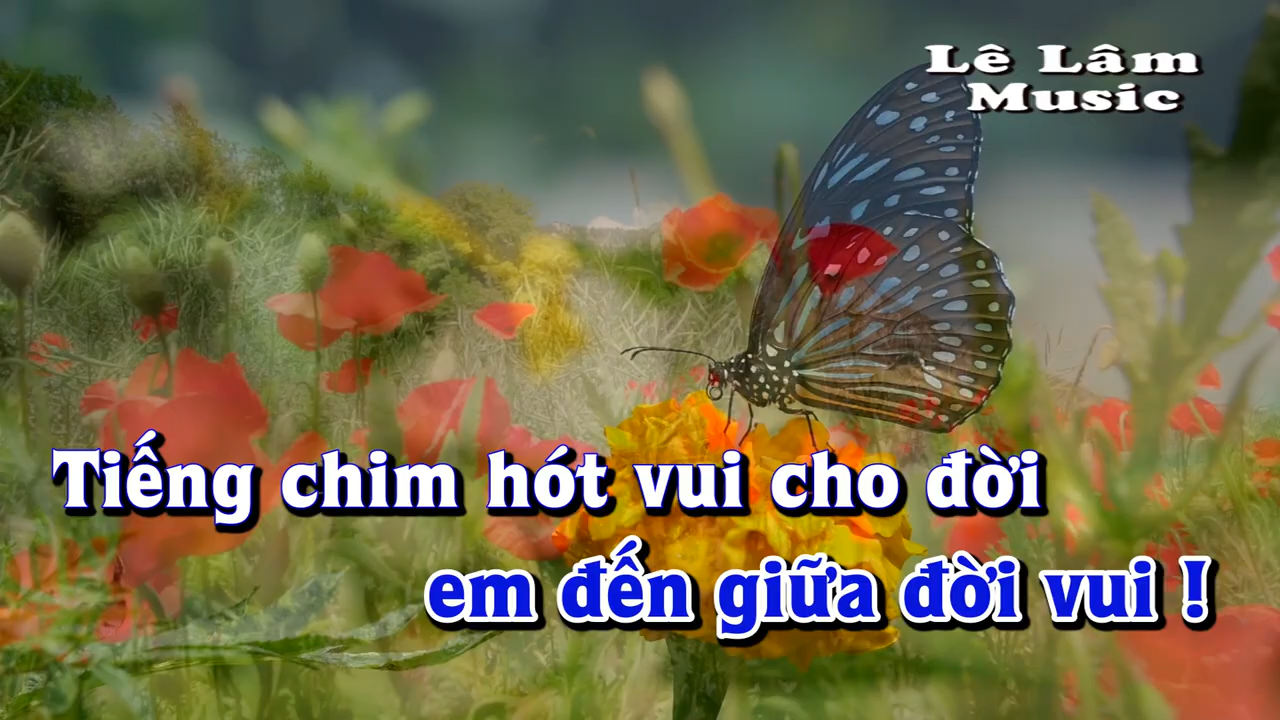 Lê Lâm
Music
Tiếng chim hót vui cho đời
em đến giữa đời vui !